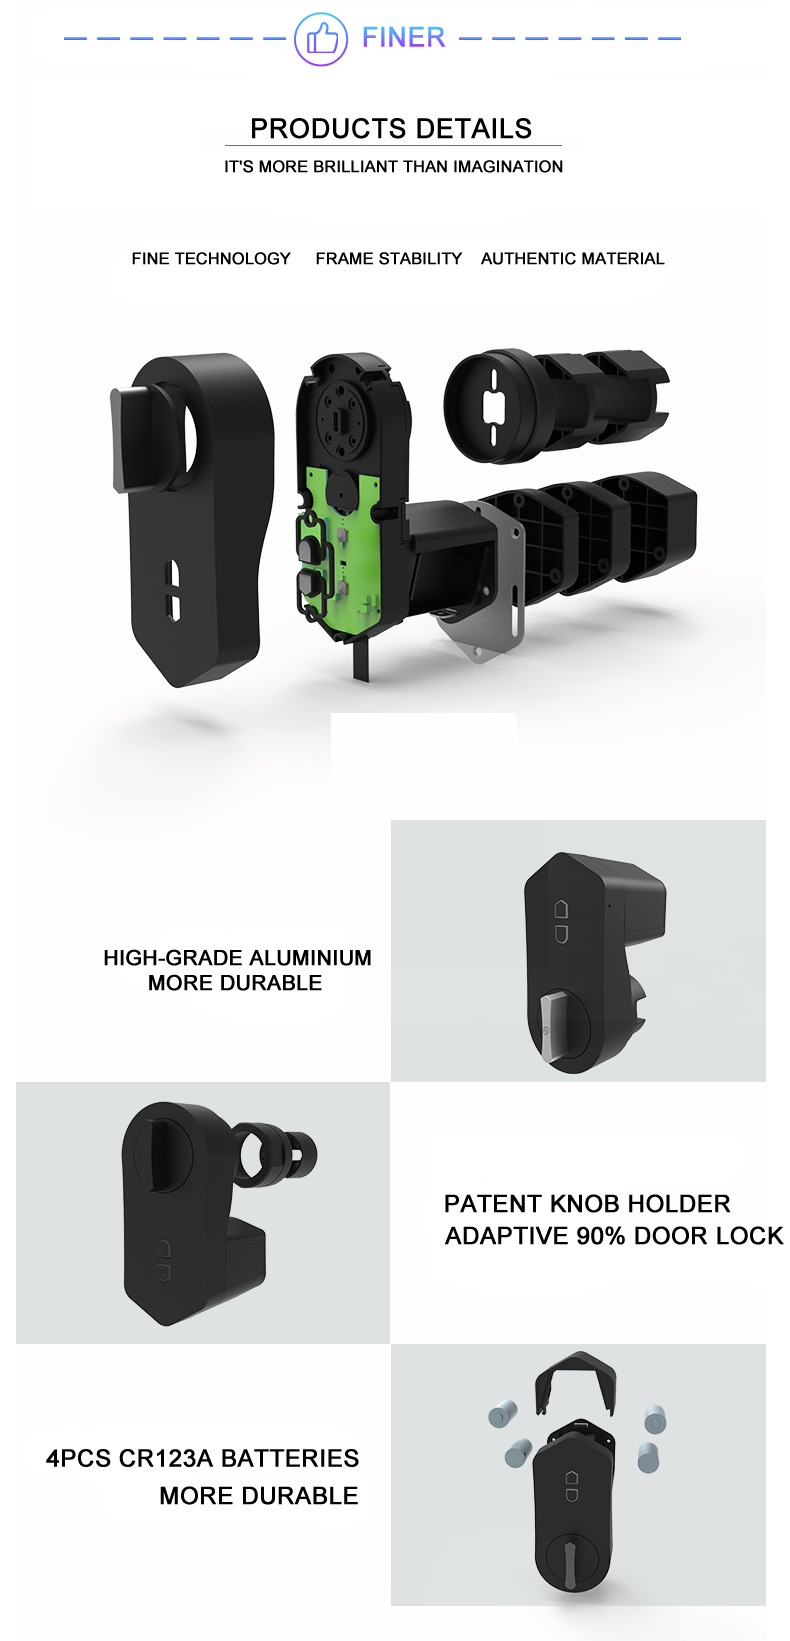 FINER
PRODUCTS DETAILS
IT'S MORE BRILLIANT THAN IMAGINATION
FINE TECHNOLOGY FRAME STABILITY AUTHENTIC MATERIAL
HIGH-GRADE ALUMINIUM
MORE DURABLE
PATENT KNOB HOLDER
ADAPTIVE 90% DOOR LOCK
4PCS CR123A BATTERIES
MORE DURABLE